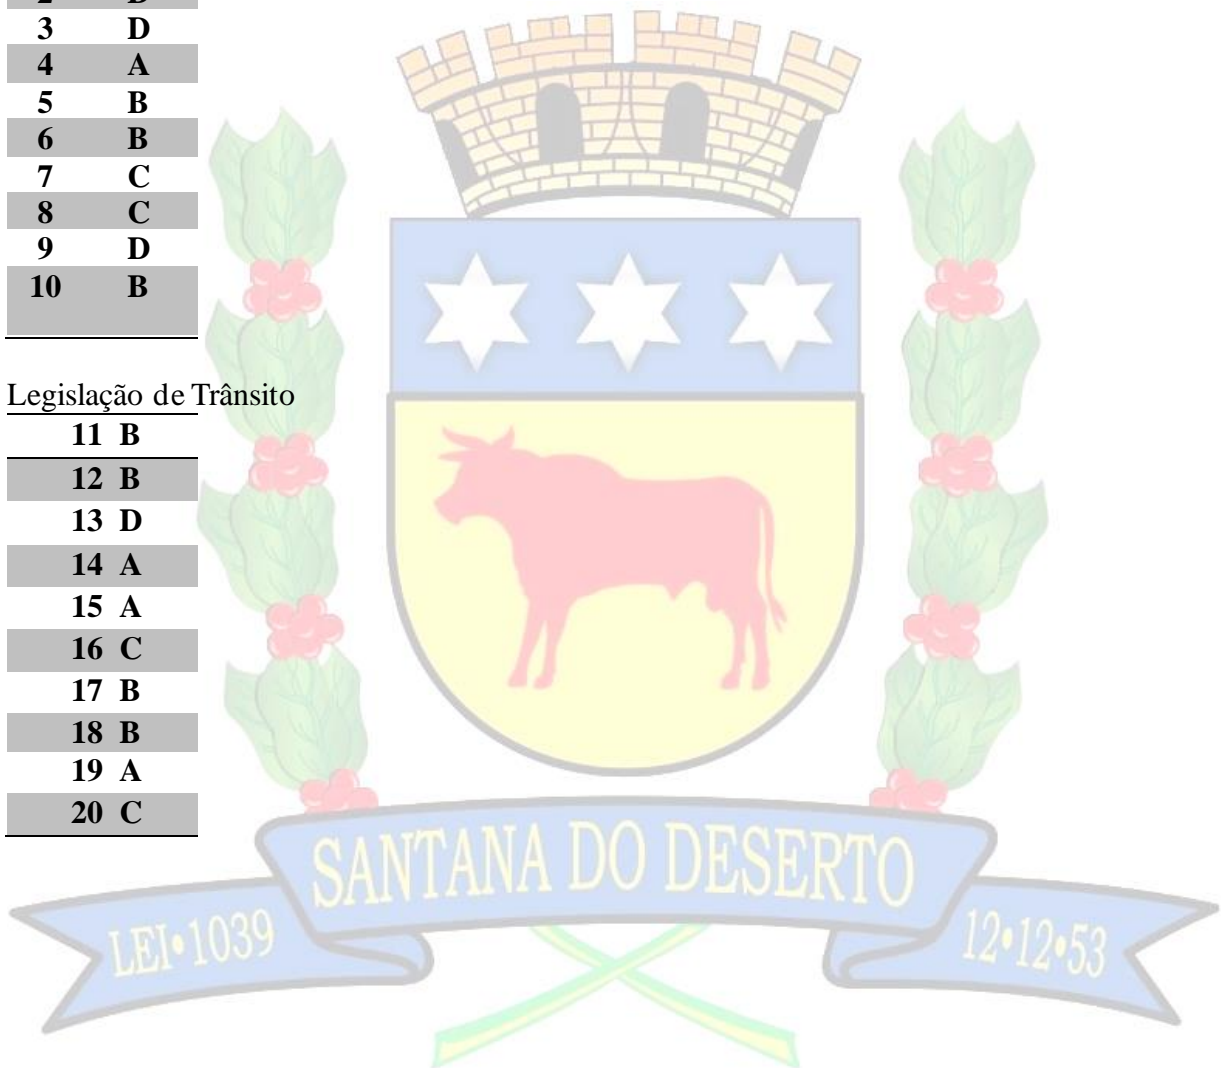 3 D
4 A
5 B
6 B
7 C
8 C
9 D
10 B
Legislação de Trânsito
11 B
12 B
13 D
14 A
15 A
16 C
17 B
18 B
19 A
20 C
SANTANA DO DESERTO
LEI•1039
12•12•53